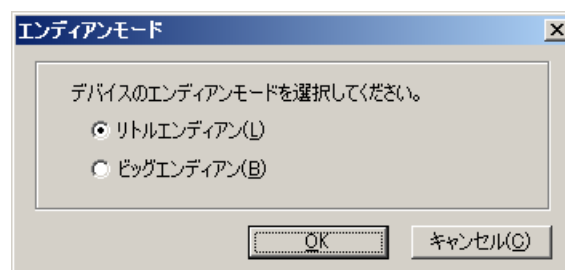 エンディアンモード
デバイスのエンディアンモードを選択してください。
リトルエンディアン(L)
ビッグエンディアン(B)
OK
キャンセル(C)